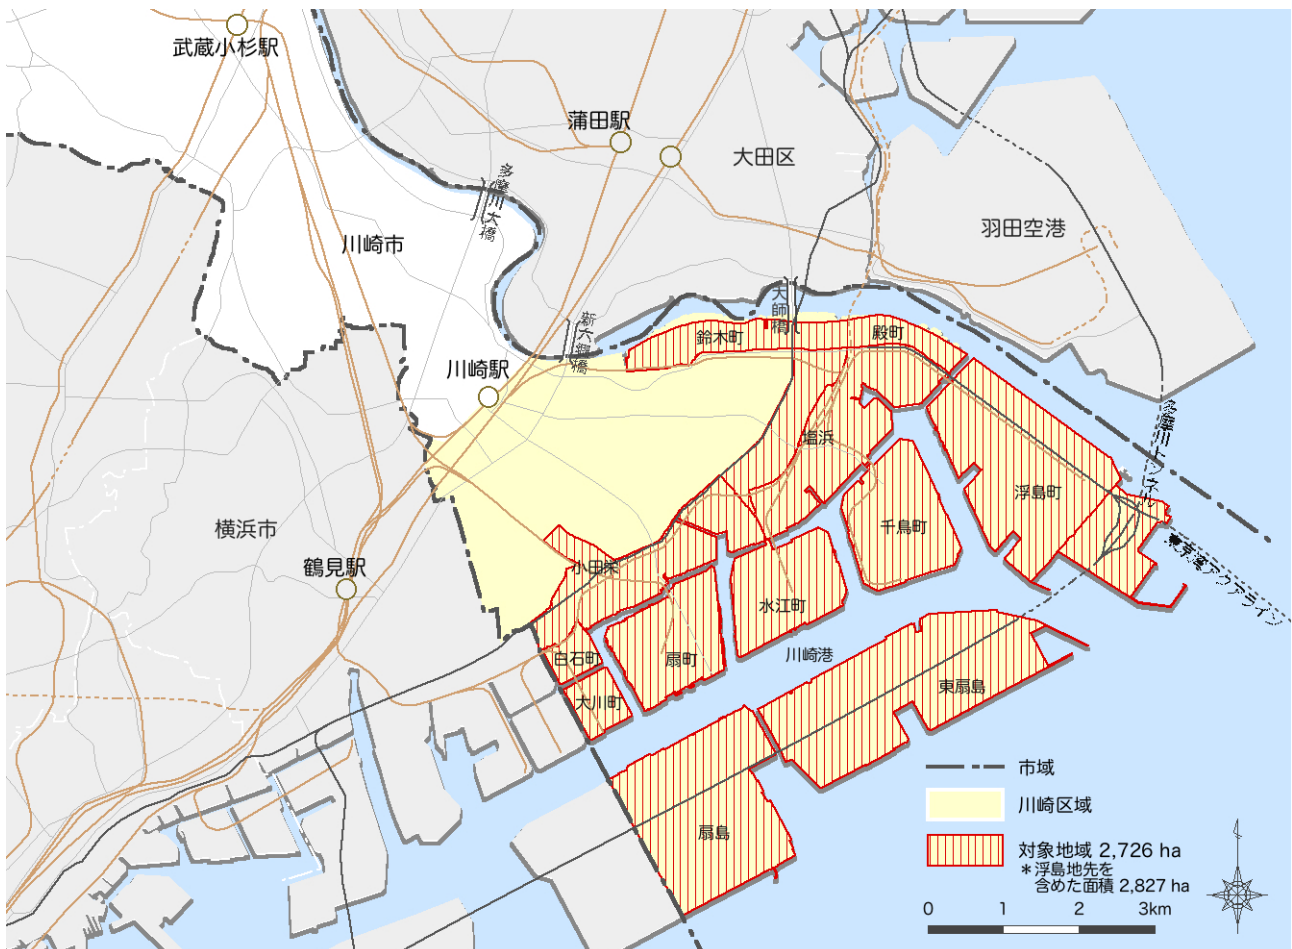 武蔵小杉駅
蒲田駅
大田区
多摩川大橋
羽田空港
川崎市
大師橋
新六郷橋
鈴木町
殿町
川崎駅
塩浜
多摩川トンネル
浮島町
横浜市
千鳥町
東京湾アクアライン
鶴見駅
小田栄
水江町
白石町
扇町
川崎港
大川町
東扇島
扇島
市域
川崎区域
対象地域 2,726 ha
＊浮島地先を
含めた面積 2,827 ha
0 1 2 3km